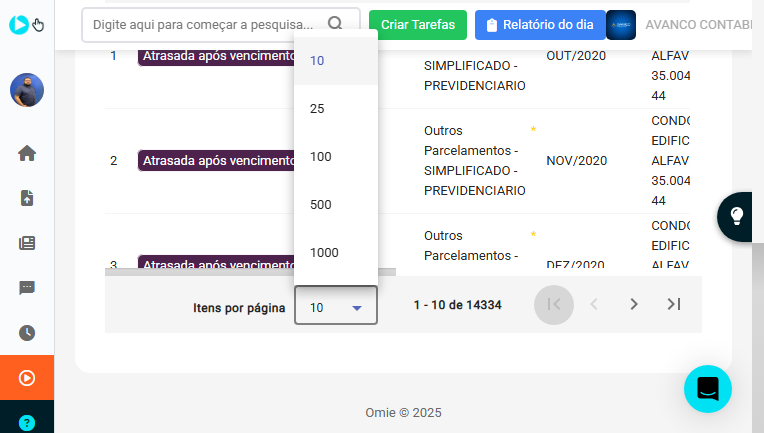 Digite aqui para começar a pesquisa...
Criar Tarefas
Relatório do dia
AVANCO CONTABI
1
Atrasada após vencimento
SIMPLIFICADO -
PREVIDENCIARIO
OUT/2020
ALFAV
35.004
44
2
Atrasada após vencimento
Outros *
Parcelamentos -
SIMPLIFICADO -
PREVIDENCIARIO
NOV/2020
CONDO
EDIFIC
ALFAV
35.004
44
3
Atrasada após vencimento
Outros *
Parcelamentos -
DEZ/2020
CONDO
EDIFIC
ALFAV
10
25
100
500
1000
Itens por página
10
1 - 10 de 14334
Omie © 2025
?